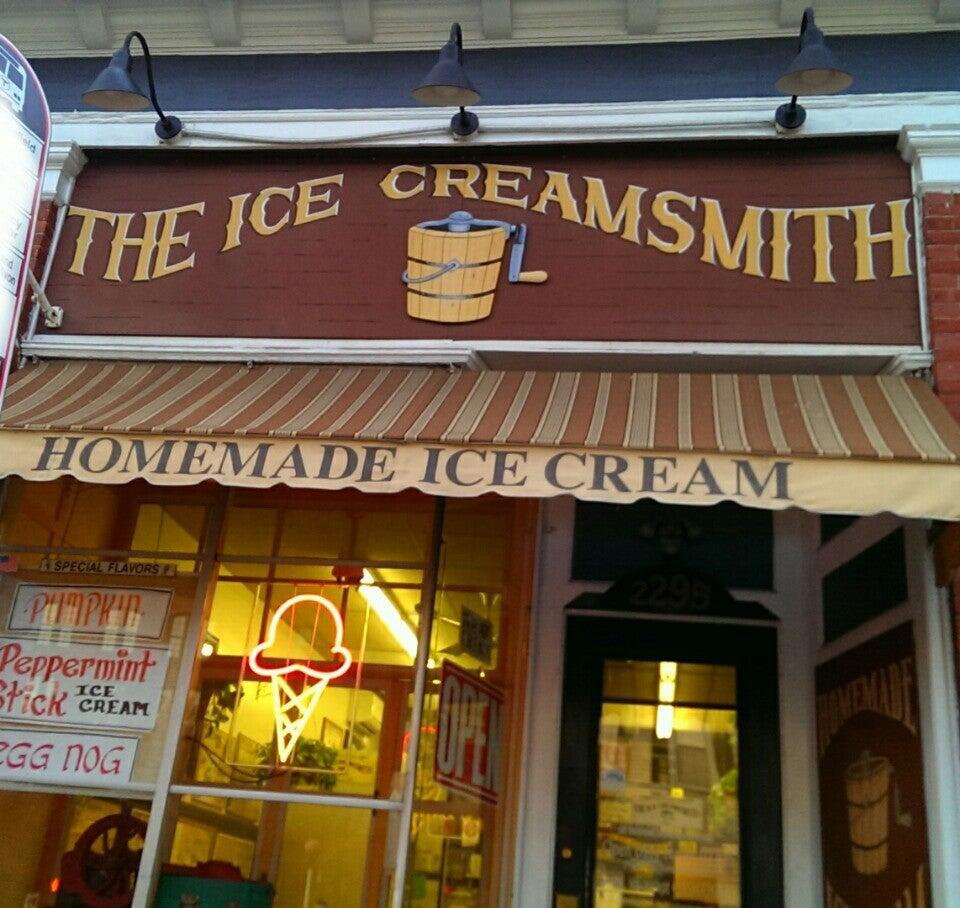 THE ICE CREAMSMITH
HOMEMADE ICE CREAM
SPECIAL FLAVORS
PUMPKIN
Peppermint
Stick ICE
CREAM
EGG NOG
OPEN
2295
HOMEMADE